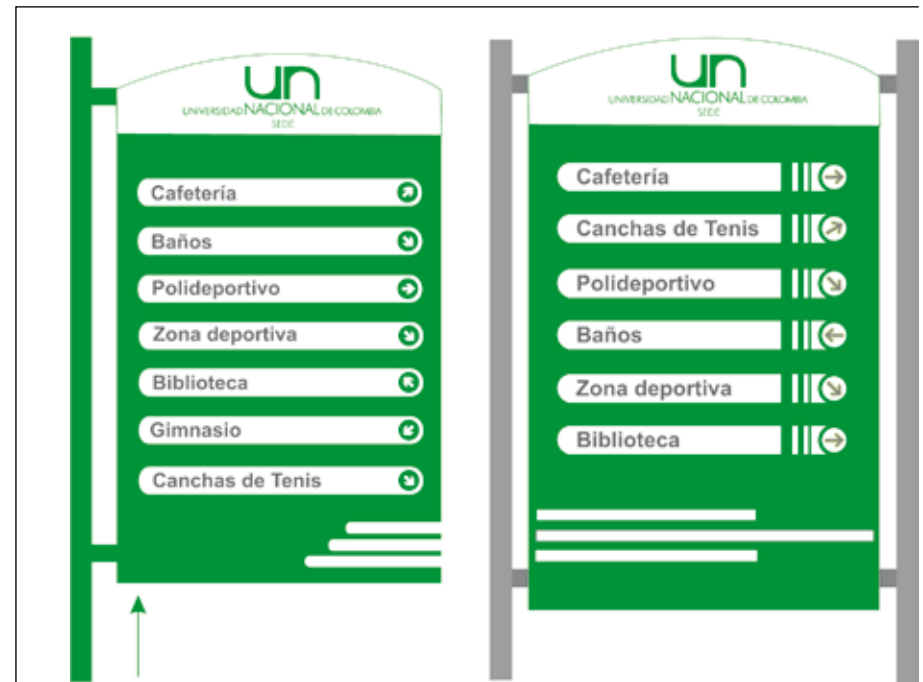 un
UNIVERSIDAD NACIONAL DE COLOMBIA
SEDE
Cafetería
Baños
Polideportivo
Zona deportiva
Biblioteca
Gimnasio
Canchas de Tenis
un
UNIVERSIDAD NACIONAL DE COLOMBIA
SEDE
Cafetería
Canchas de Tenis
Polideportivo
Baños
Zona deportiva
Biblioteca